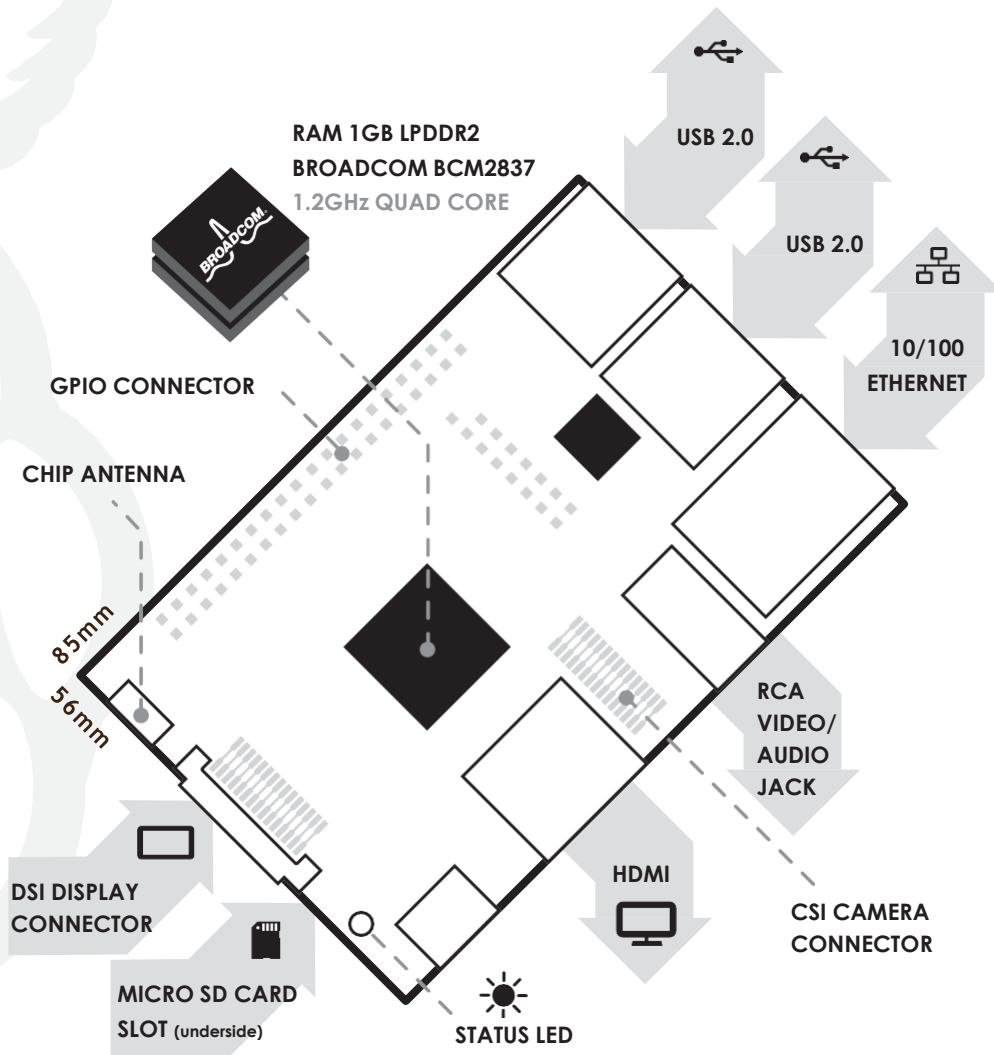 RAM 1GB LPDDR2
BROADCOM BCM2837
1.2GHz QUAD CORE
BROADCOM.
USB 2.0
USB 2.0
10/100
ETHERNET
GPIO CONNECTOR
CHIP ANTENNA
85mm
56mm
RCA
VIDEO/
AUDIO
JACK
DSI DISPLAY
CONNECTOR
HDMI
CSI CAMERA
CONNECTOR
MICRO SD CARD
SLOT (underside)
STATUS LED